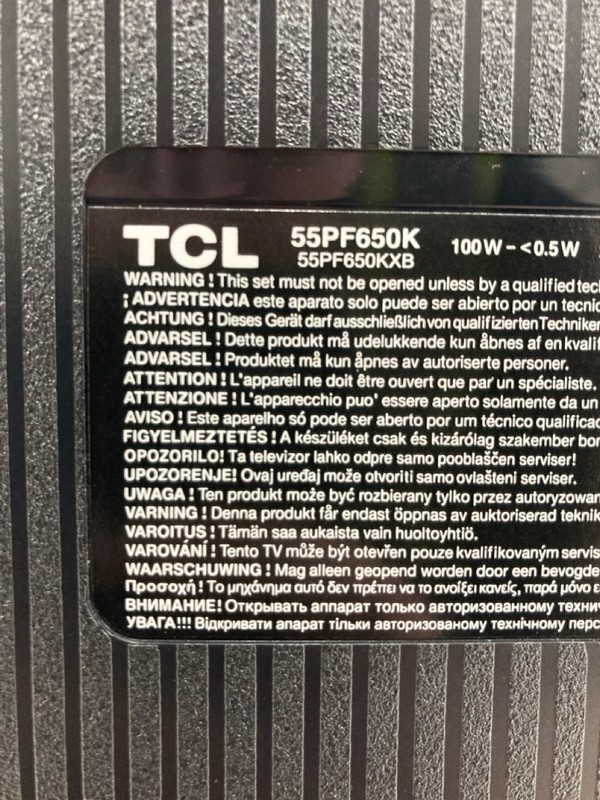 TCL 55PF650K 100W - <0.5W
55PF650KXB
WARNING ! This set must not be opened unless by a qualified
¡ ADVERTENCIA este aparato solo puede ser abierto por un
ACHTUNG ! Dieses Gerät darf ausschließlich von qualifizierten
ADVARSEL ! Dette produkt må udelukkende kun åbnes af en
ADVARSEL ! Produktet må kun åpnes av autoriserte personer.
ATTENTION ! L'appareil ne doit être ouvert que par un spécialiste.
ATTENZIONE ! L'apparecchio puo' essere aperto solamente da un
AVISO ! Este aparelho só pode ser aberto por um técnico
FIGYELMEZTETÉS ! A készüléket csak és kizárólag szakember
OPOZORILO! Ta televizor lahko odpre samo pooblaščen serviser!
UPOZORENJE! Ovaj uređaj može otvoriti samo ovlašteni serviser.
UWAGA ! Ten produkt może być rozbierany tylko przez
VARNING ! Denna produkt får endast öppnas av auktoriserad
VAROITUS ! Tämän saa aukaista vain huoltoyhtiö.
VAROVÁNÍ ! Tento TV může být otevřen pouze kvalifikovaným
WAARSCHUWING ! Mag alleen geopend worden door een
Προσοχή! Το μηχάνημα αυτό δεν πρέπει να το ανοίξει κανείς, παρά μόνο
ВНИМАНИЕ! Открывать аппарат только авторизованному
УВАГА!!! Відкривати апарат тільки авторизованому технічному